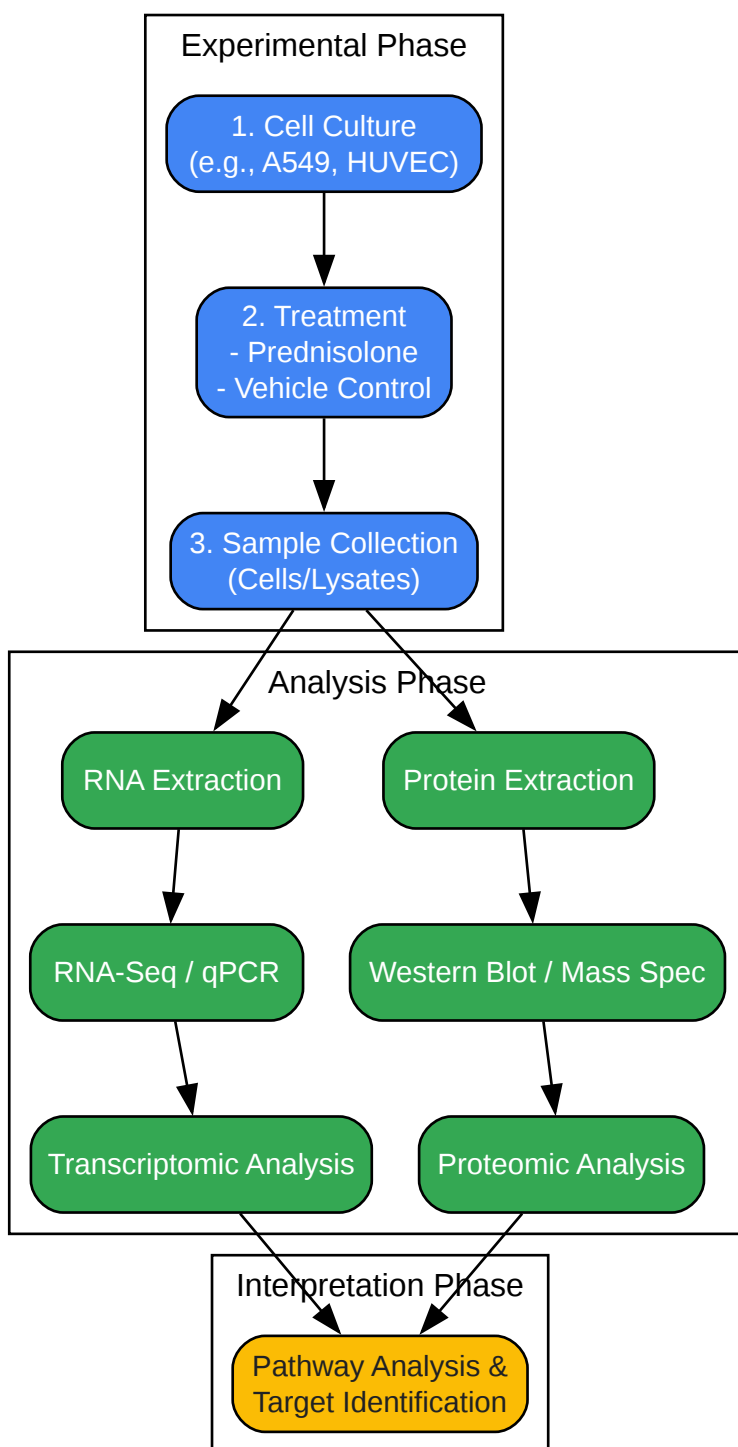 Experimental Phase
1. Cell Culture
(e.g., A549, HUVEC)
2. Treatment
- Prednisolone
- Vehicle Control
3. Sample Collection
(Cells/Lysates)
Analysis Phase
RNA Extraction
Protein Extraction
RNA-Seq / qPCR
Western Blot / Mass Spec
Transcriptomic Analysis
Proteomic Analysis
Interpretation Phase
Pathway Analysis &
Target Identification